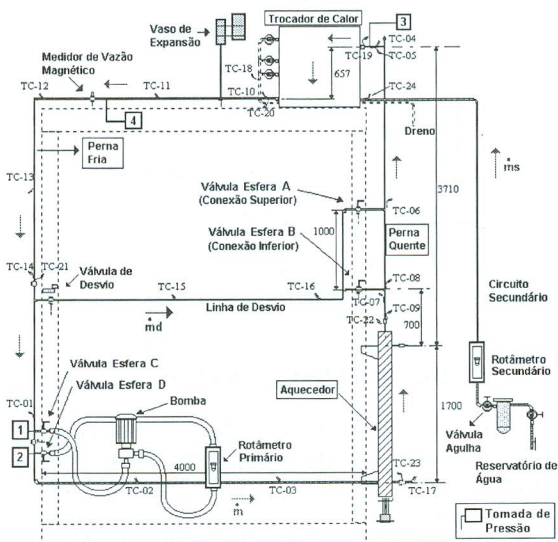 Vaso de
Expansão
Trocador de Calor
3
TC-04
TC-19
TC-05
Medidor de Vazão
Magnético
TC-18
657
TC-12
TC-11
TC-10
TC-24
TC-20
4
Dreno
Perna
Fria
ṁs
TC-13
3710
Válvula Esfera A
(Conexão Superior)
TC-06
1000
Válvula Esfera B
(Conexão Inferior)
Perna
Quente
TC-14
TC-21
Válvula de
Desvio
TC-15
TC-16
TC-08
TC-07
TC-09
Circuito
Secundário
Linha de Desvio
TC-22
700
ṁd
Válvula Esfera C
Válvula Esfera D
Rotâmetro
Secundário
Aquecedor
Bomba
TC-01
1700
1
2
Válvula
Agulha
Rotâmetro
Primário
4000
TC-23
Reservatório de
Água
TC-02
TC-03
TC-17
ṁ
Tomada de
Pressão